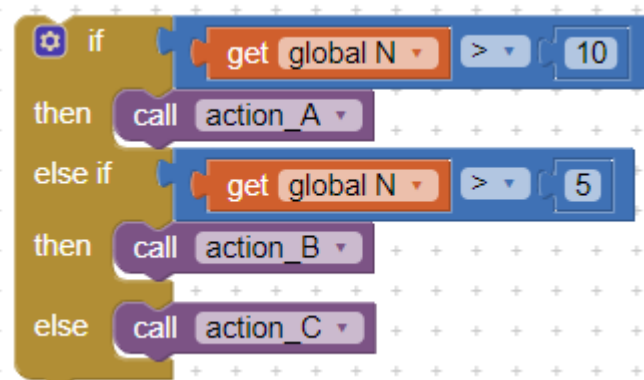 if get global N > 10
then call action_A
else if get global N > 5
then call action_B
else call action_C